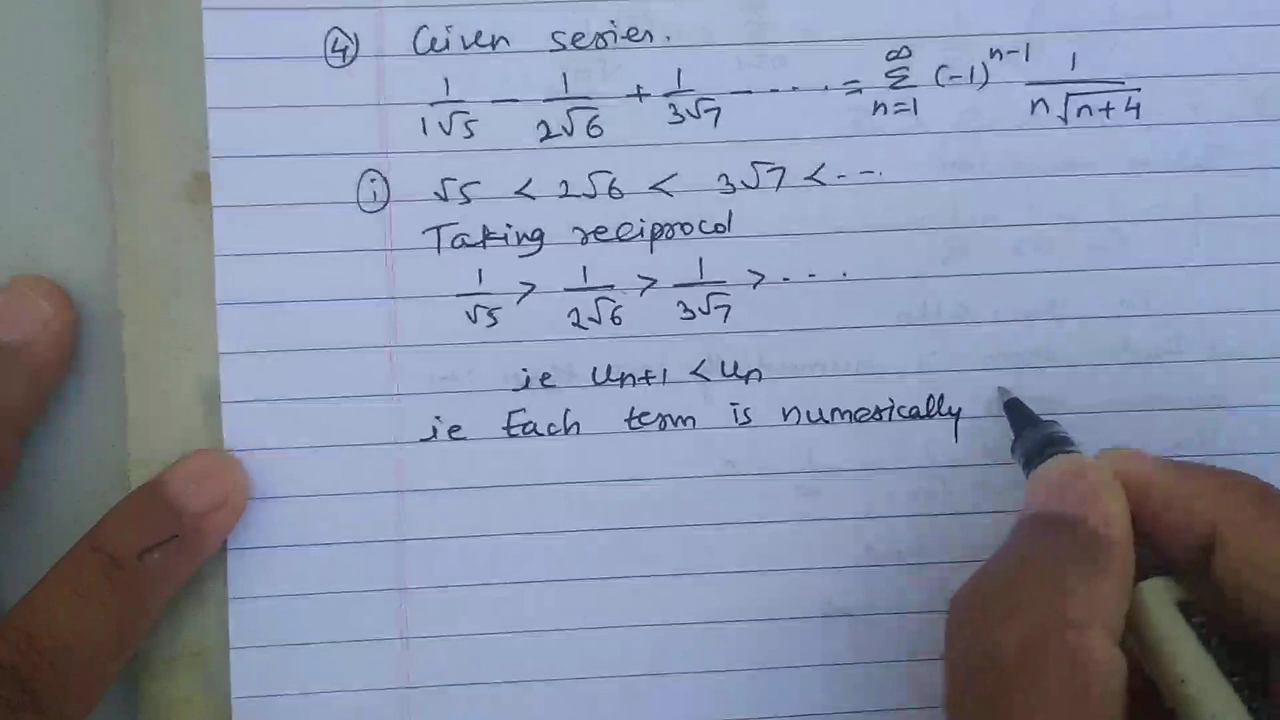 ④ Given series.
1/1√5 - 1/2√6 + 1/3√7 - ---- = ∞Σn=1 (-1)^n-1 1/n√n+4
ⓘ √5 < 2√6 < 3√7 < ---
Taking reciprocal
1/√5 > 1/2√6 > 1/3√7 > ----
ie Un+1 < Un
ie Each term is numerically